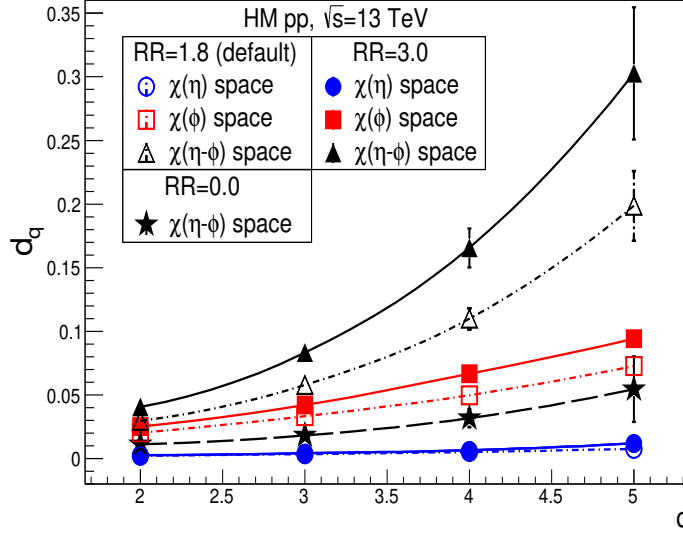 HM pp, √s=13 TeV
RR=1.8 (default)
χ(η) space
χ(ϕ) space
χ(η-ϕ) space
RR=3.0
χ(η) space
χ(ϕ) space
χ(η-ϕ) space
RR=0.0
χ(η-ϕ) space
d_q
0.35
0.3
0.25
0.2
0.15
0.1
0.05
0
2 2.5 3 3.5 4 4.5 5